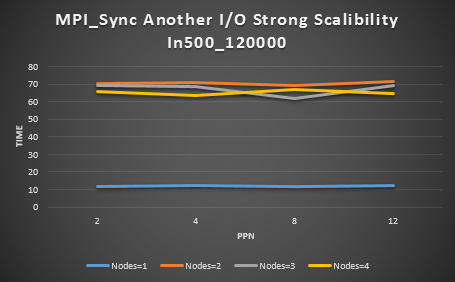 MPI_Sync Another I/O Strong Scalibility
In500_120000
80
70
60
50
40
30
20
10
0
TIME
2 4 8 12
PPN
Nodes=1 Nodes=2 Nodes=3 Nodes=4